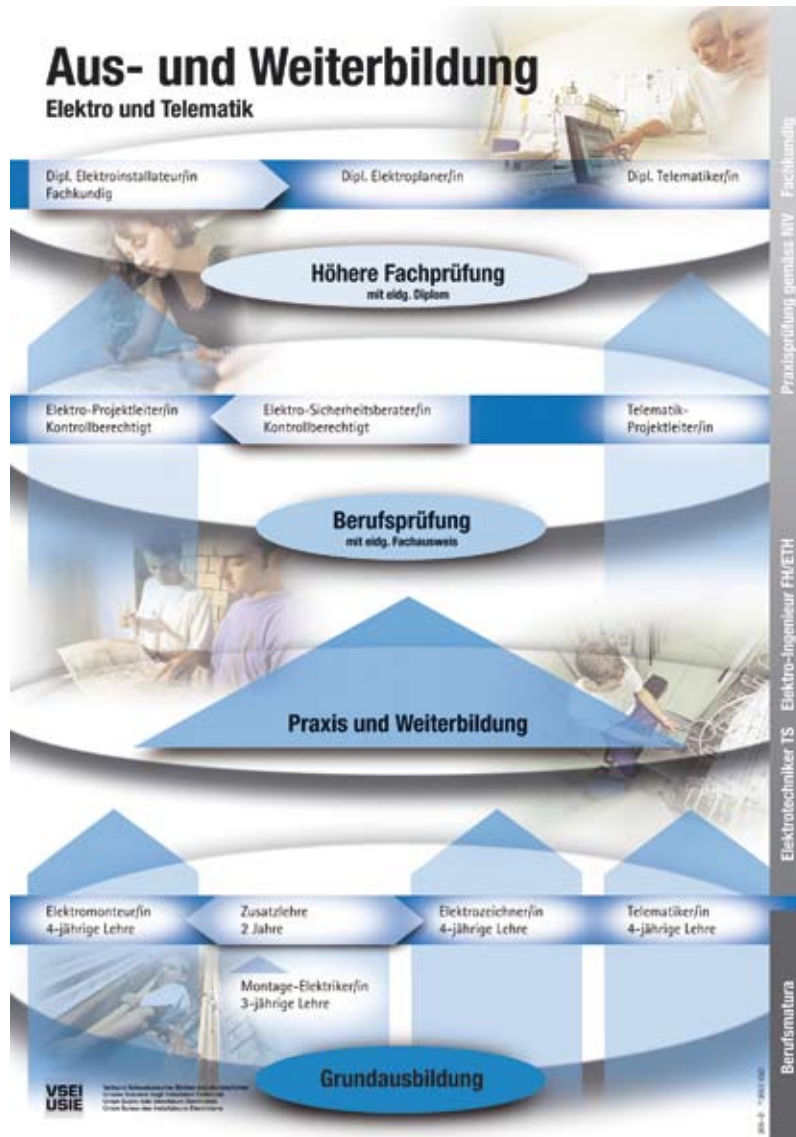 Aus- und Weiterbildung
Elektro und Telematik
Dipl. Elektroinstallateur/in
Fachkundig
Dipl. Elektroplaner/in
Dipl. Telematiker/in
Höhere Fachprüfung
mit eidg. Diplom
Elektro-Projektleiter/in
Kontrollberechtigt
Elektro-Sicherheitsberater/in
Kontrollberechtigt
Telematik-
Projektleiter/in
Berufsprüfung
mit eidg. Fachausweis
Praxis und Weiterbildung
Elektromonteur/in
4-jährige Lehre
Zusatzlehre
2 Jahre
Elektrozeichner/in
4-jährige Lehre
Telematiker/in
4-jährige Lehre
Montage-Elektriker/in
3-jährige Lehre
Grundausbildung
VSEI
USIE
Praxisprüfung gemäss NIV Fachkundig
Elektrotechniker TS Elektro-Ingenieur FH/ETH
Berufsmatura